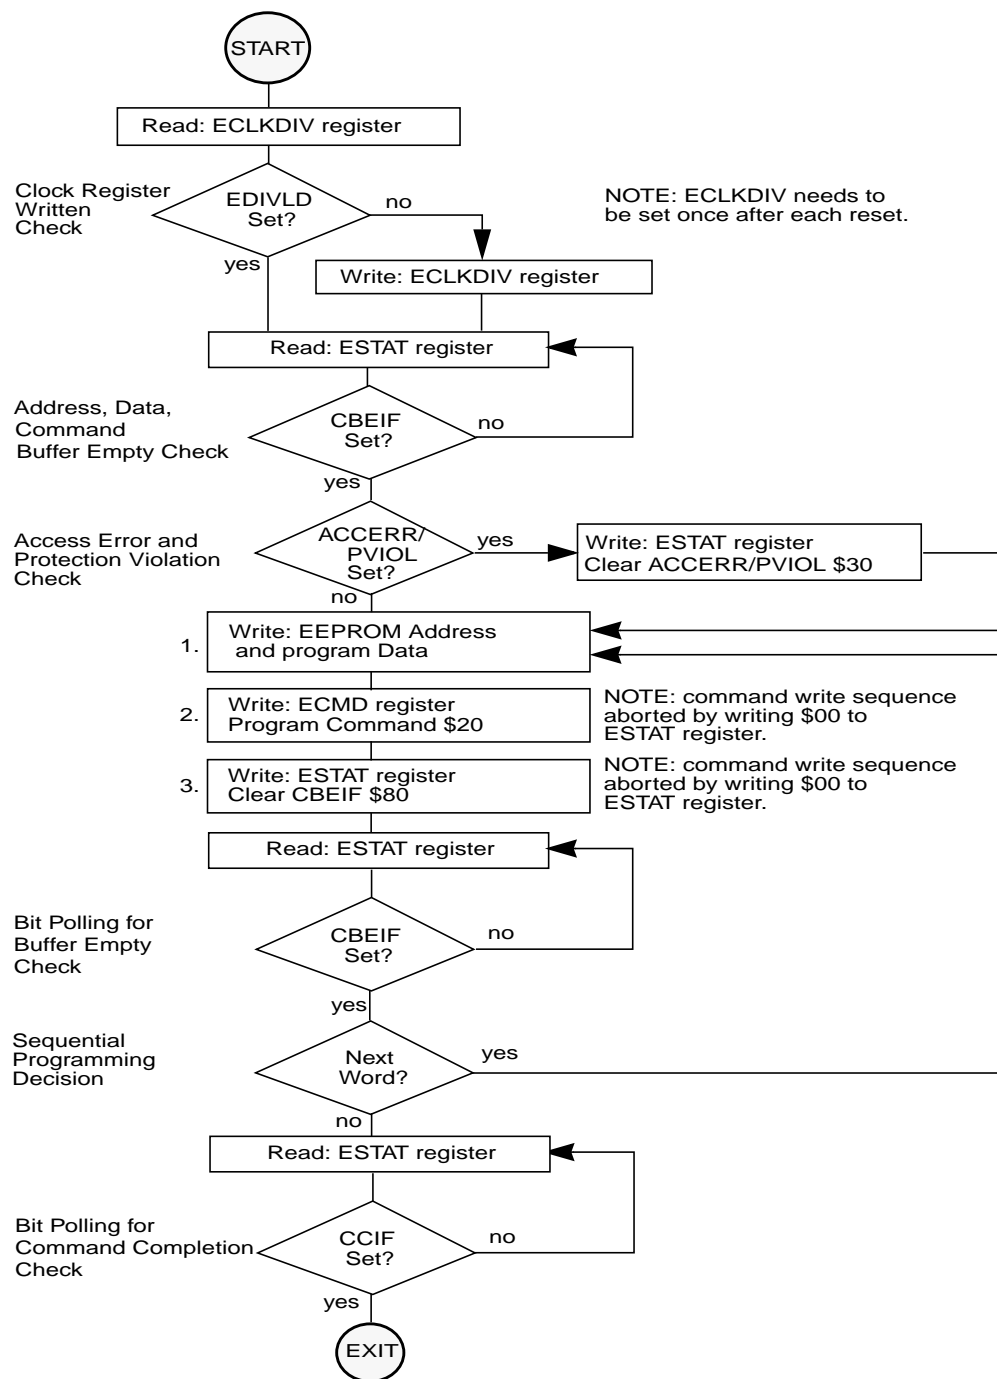 START
Read: ECLKDIV register
Clock Register
Written
Check
EDIVLD
Set?
no
yes
NOTE: ECLKDIV needs to
be set once after each reset.
Write: ECLKDIV register
Read: ESTAT register
Address, Data,
Command
Buffer Empty Check
CBEIF
Set?
no
yes
Access Error and
Protection Violation
Check
ACCERR/
PVIOL
Set?
yes
no
Write: ESTAT register
Clear ACCERR/PVIOL $30
1.
Write: EEPROM Address
and program Data
2.
Write: ECMD register
Program Command $20
NOTE: command write sequence
aborted by writing $00 to
ESTAT register.
3.
Write: ESTAT register
Clear CBEIF $80
NOTE: command write sequence
aborted by writing $00 to
ESTAT register.
Read: ESTAT register
Bit Polling for
Buffer Empty
Check
CBEIF
Set?
no
yes
Sequential
Programming
Decision
Next
Word?
yes
no
Read: ESTAT register
Bit Polling for
Command Completion
Check
CCIF
Set?
no
yes
EXIT